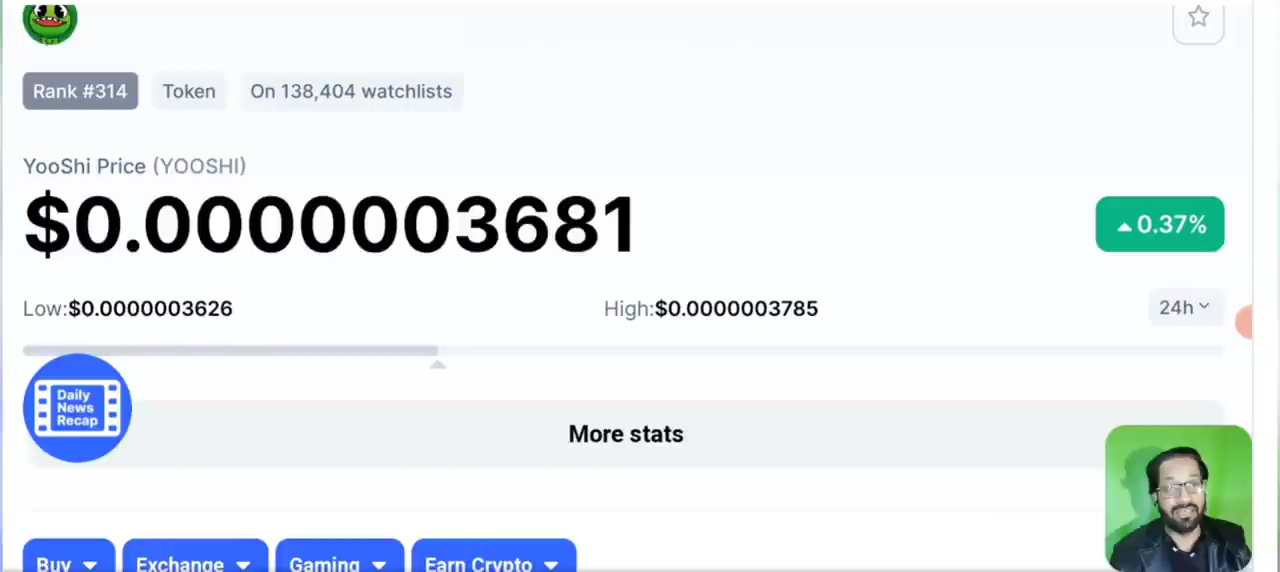 Rank #314 Token On 138,404 watchlists
YooShi Price (YOOSHI)
$0.0000003681 0.37%
Low:$0.0000003626 High:$0.0000003785 24h
Daily
News
Recap
More stats
Buy Exchange Gaming Earn Crypto